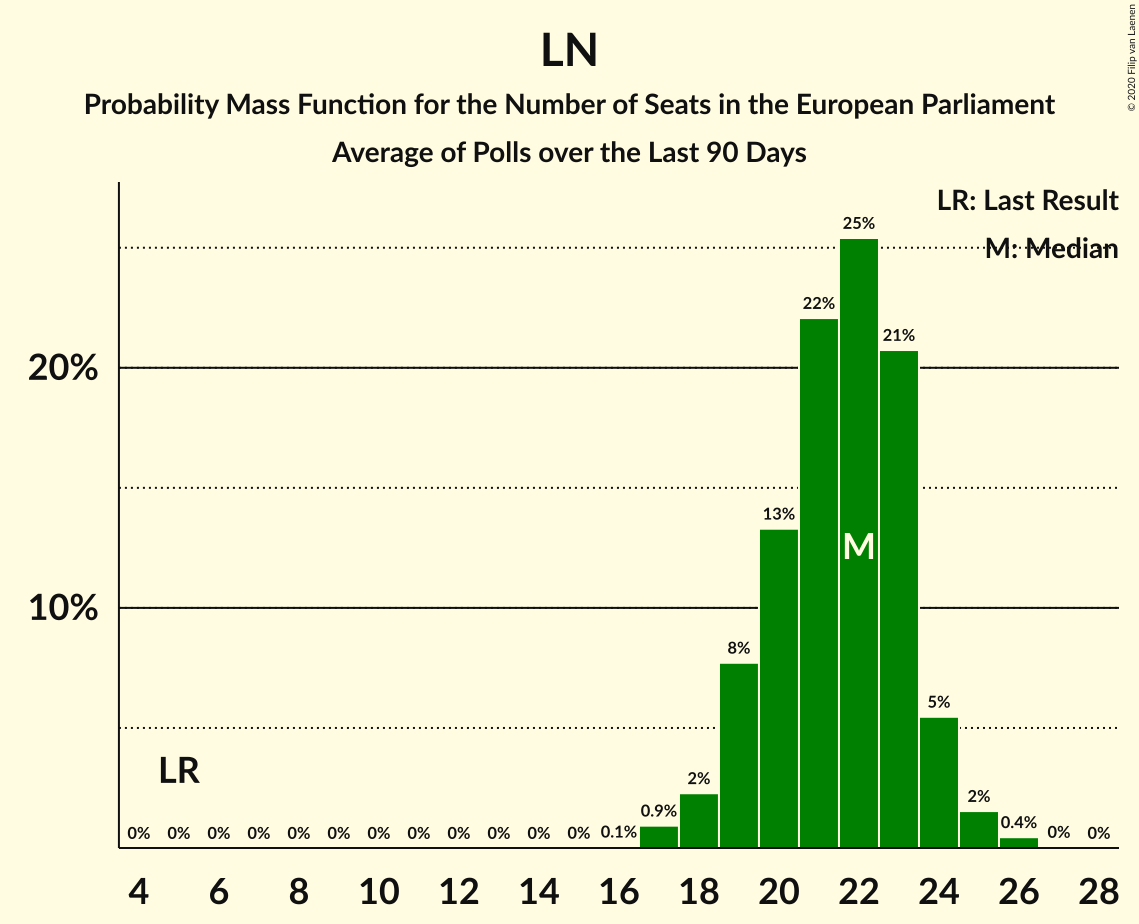 LN
Probability Mass Function for the Number of Seats in the European Parliament
Average of Polls over the Last 90 Days
© 2020 Filip van Laenen
LR: Last Result
M: Median
25%
22%
21%
20%
13%
M
10%
8%
5%
LR
2%
2%
0.9%
0.4%
0% 0% 0% 0% 0% 0% 0% 0% 0% 0% 0% 0% 0.1% 0% 0%
4 6 8 10 12 14 16 18 20 22 24 26 28